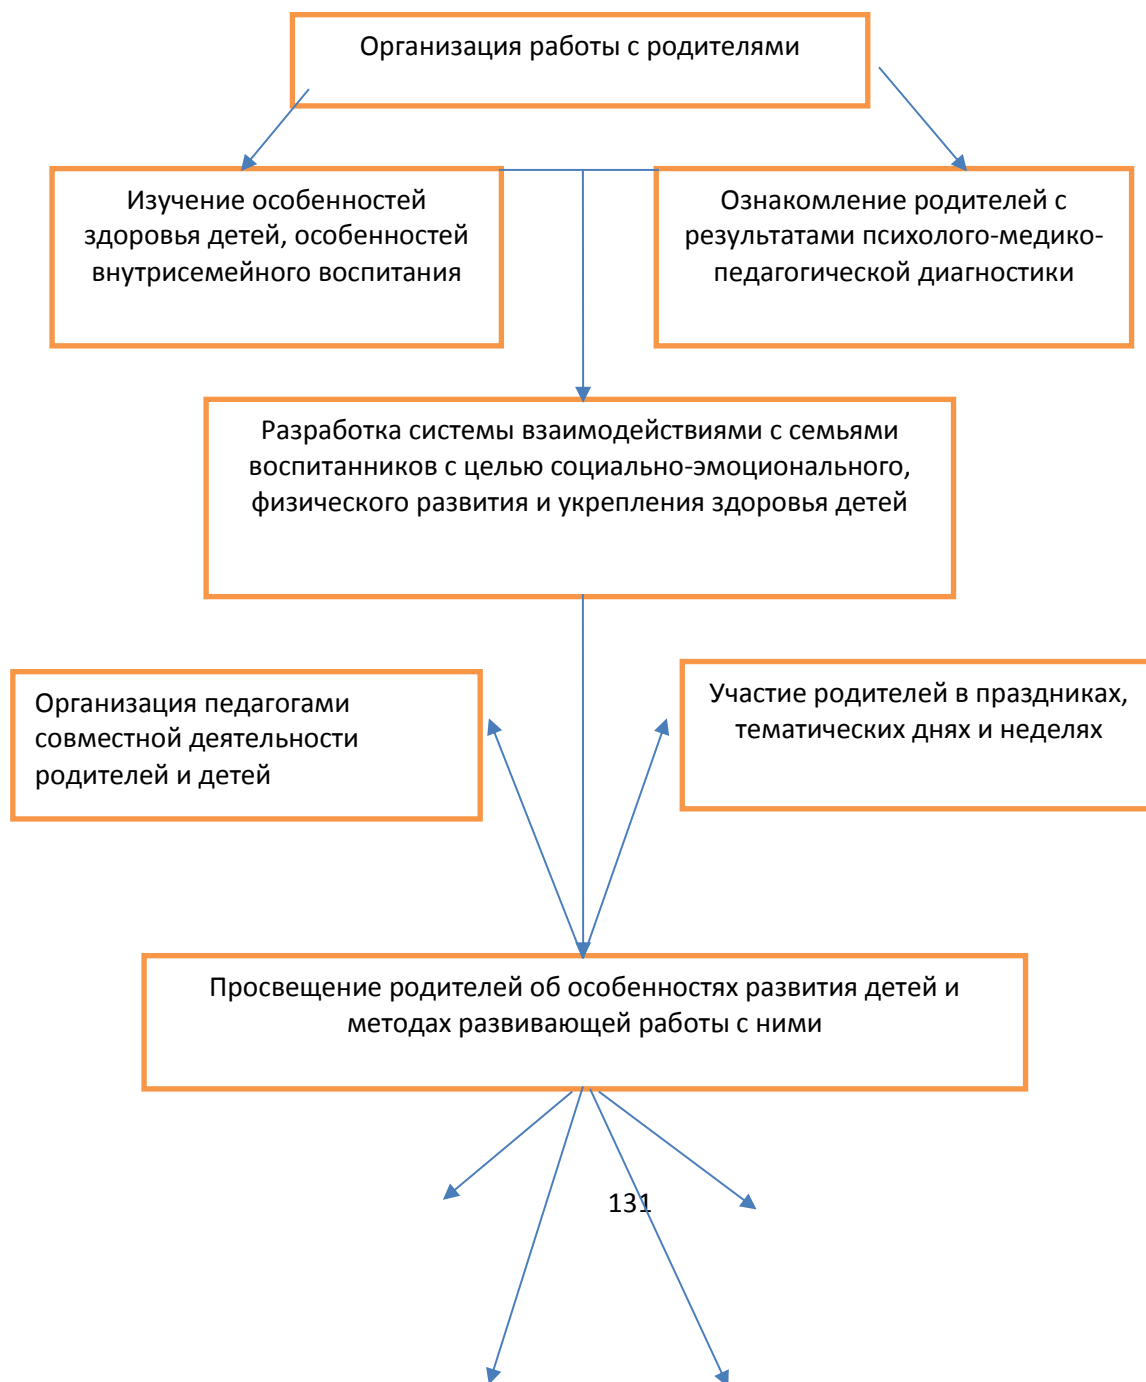 Организация работы с родителями
Изучение особенностей
здоровья детей, особенностей
внутрисемейного воспитания
Ознакомление родителей с
результатами психолого-медико-
педагогической диагностики
Разработка системы взаимодействиями с семьями
воспитанников с целью социально-эмоционального,
физического развития и укрепления здоровья детей
Организация педагогами
совместной деятельности
родителей и детей
Участие родителей в праздниках,
тематических днях и неделях
Просвещение родителей об особенностях развития детей и
методах развивающей работы с ними
131